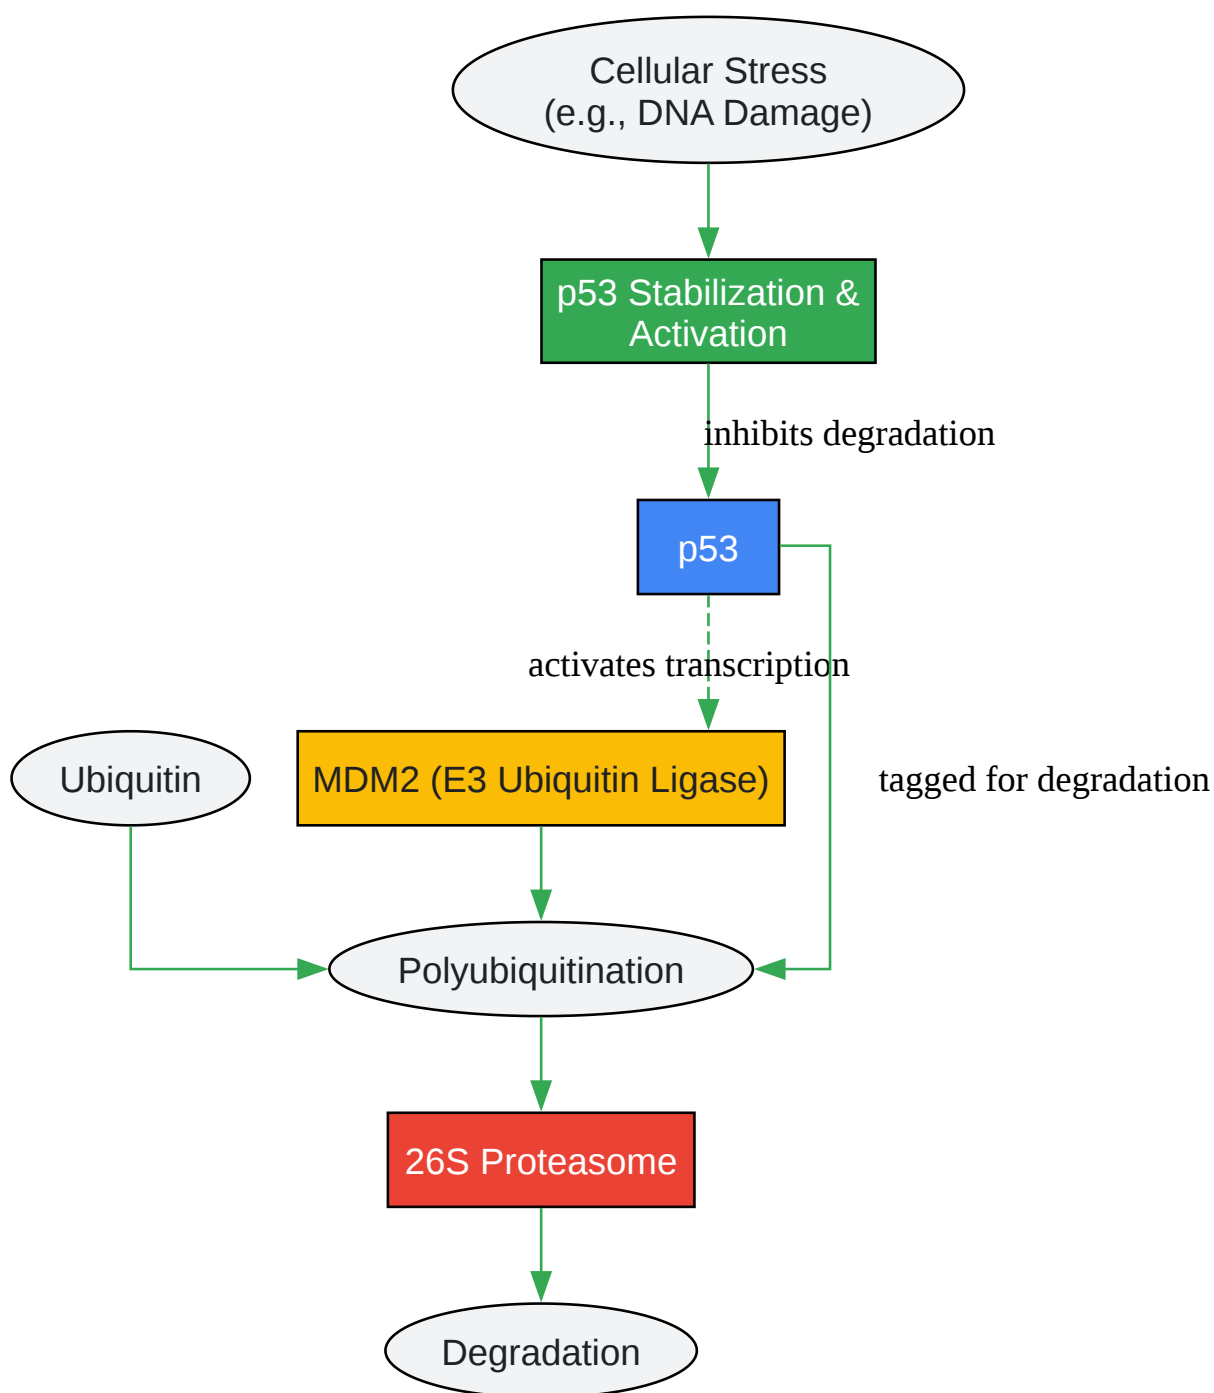 Cellular Stress
(e.g., DNA Damage)
p53 Stabilization &
Activation
inhibits degradation
p53
activates transcription
Ubiquitin
MDM2 (E3 Ubiquitin Ligase)
tagged for degradation
Polyubiquitination
26S Proteasome
Degradation